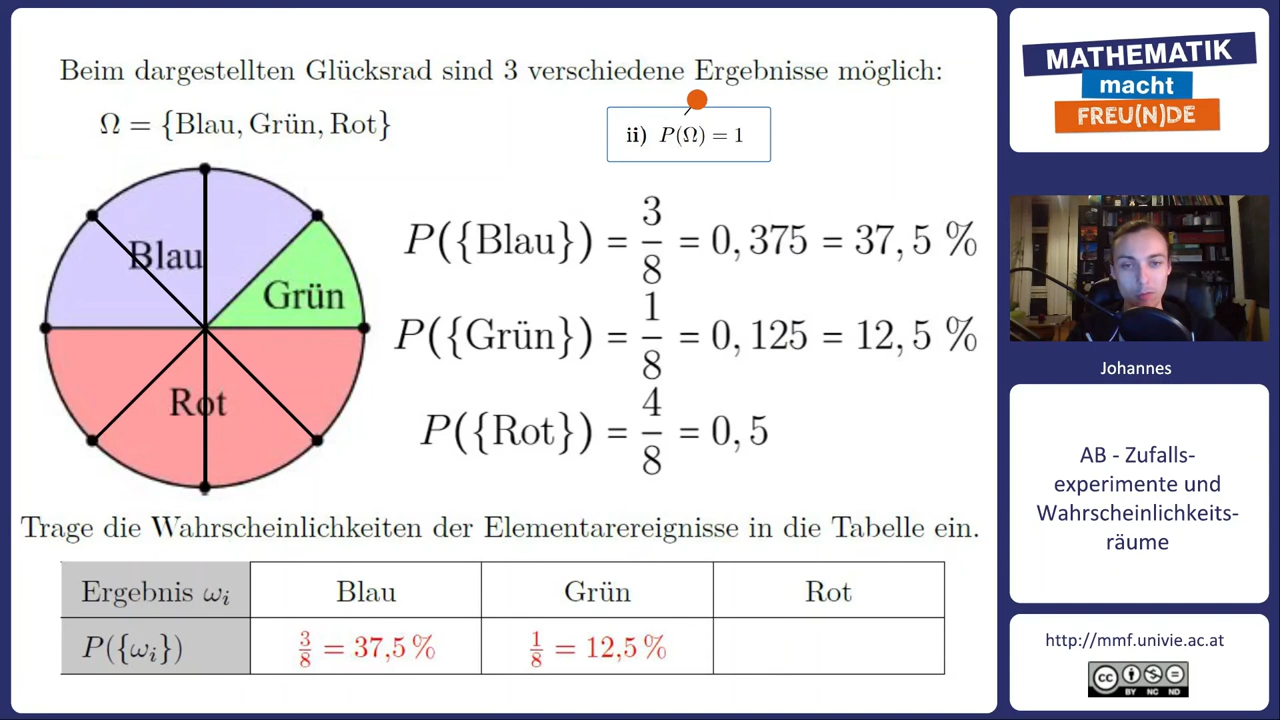 Beim dargestellten Glücksrad sind 3 verschiedene Ergebnisse möglich:
Ω = {Blau, Grün, Rot}
ii) P(Ω) = 1
Blau
Grün
Rot
P({Blau}) = 3/8 = 0,375 = 37,5 %
P({Grün}) = 1/8 = 0,125 = 12,5 %
P({Rot}) = 4/8 = 0,5
Trage die Wahrscheinlichkeiten der Elementarereignisse in die Tabelle ein.
Ergebnis ωᵢ Blau Grün Rot
P({ωᵢ}) 3/8 = 37,5 % 1/8 = 12,5 %
MATHEMATIK
macht
FREU(N)DE
Johannes
AB - Zufalls-
experimente und
Wahrscheinlichkeits-
räume
http://mmf.univie.ac.at
cc
BY NC ND